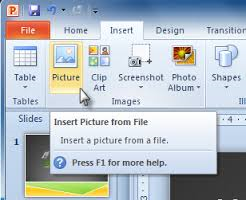 File Home Insert Design Transition
Table Picture Clip Art Screenshot Photo Album Shapes
Tables Images
Slides
Insert Picture from File
Insert a picture from a file.
Press F1 for more help.
1